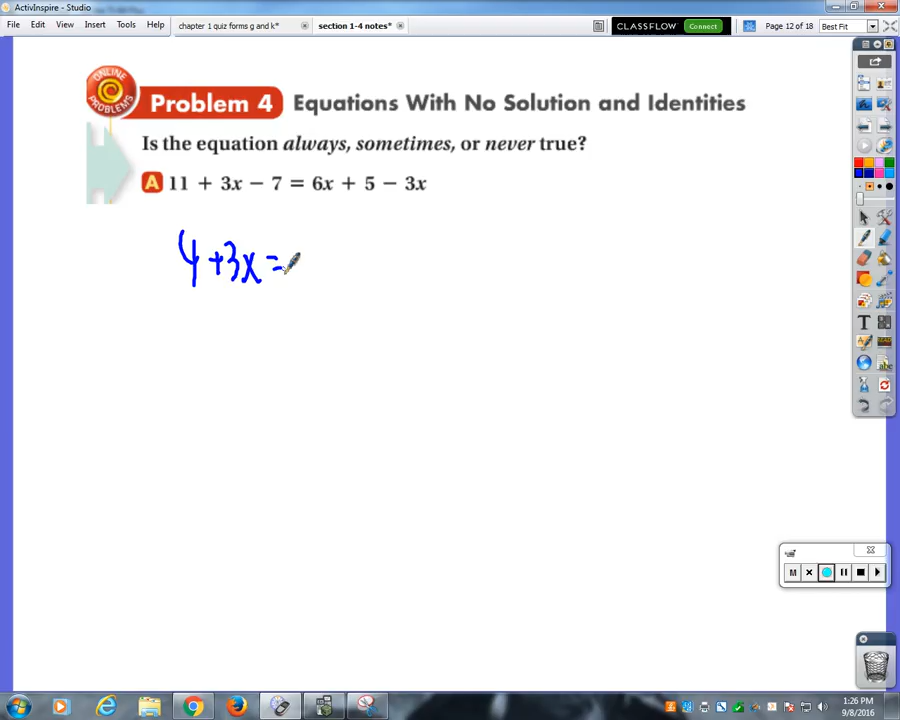 ActivInspire - Studio
File Edit View Insert Tools Help
chapter 1 quiz forms g and k*
section 1-4 notes*
CLASSFLOW Connect
Page 12 of 18
Best Fit
ONLINE PROBLEMS
Problem 4 Equations With No Solution and Identities
Is the equation always, sometimes, or never true?
A 11 + 3x − 7 = 6x + 5 − 3x
4+3x=
M
1:26 PM
9/8/2016